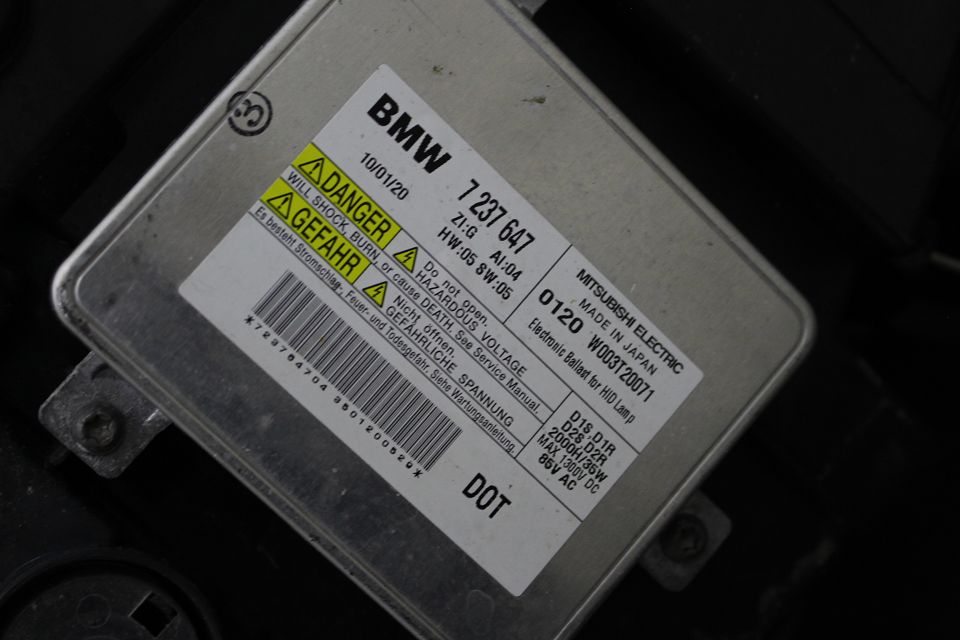 3
BMW
10/01/20
7 237 647
ZI:G AI:04
HW:05 SW:05
DANGER
Do not open.
HAZARDOUS VOLTAGE
WILL SHOCK, BURN, or cause DEATH. See Service Manual.
GEFAHR
Nicht öffnen.
GEFÄHRLICHE SPANNUNG
Es besteht Stromschlag-, Feuer- und Todesgefahr. Siehe Wartungsanleitung.
*723764704 3501200529*
MITSUBISHI ELECTRIC
MADE IN JAPAN
0120 W003T20071
Electronic Ballast for HID Lamp
D1S, D1R
D2S, D2R
2000H/35W
MAX.1300V DC
85V AC
DOT